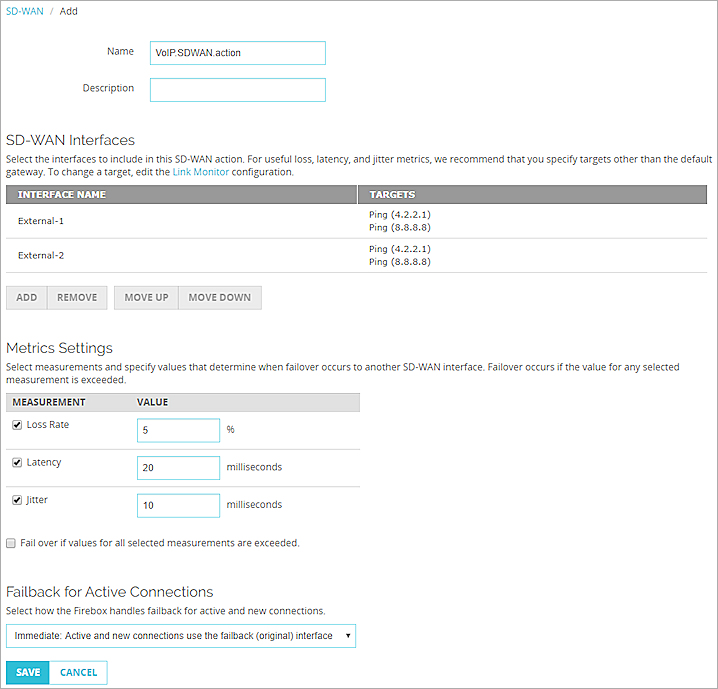 SD-WAN / Add
Name VoIP.SDWAN.action
Description
SD-WAN Interfaces
Select the interfaces to include in this SD-WAN action. For useful loss, latency, and jitter metrics, we recommend that you specify targets other than the default
gateway. To change a target, edit the Link Monitor configuration.
INTERFACE NAME TARGETS
External-1 Ping (4.2.2.1)
Ping (8.8.8.8)
External-2 Ping (4.2.2.1)
Ping (8.8.8.8)
ADD REMOVE MOVE UP MOVE DOWN
Metrics Settings
Select measurements and specify values that determine when failover occurs to another SD-WAN interface. Failover occurs if the value for any selected
measurement is exceeded.
MEASUREMENT VALUE
Loss Rate 5 %
Latency 20 milliseconds
Jitter 10 milliseconds
Fail over if values for all selected measurements are exceeded.
Failback for Active Connections
Select how the Firebox handles failback for active and new connections.
Immediate: Active and new connections use the failback (original) interface
SAVE CANCEL